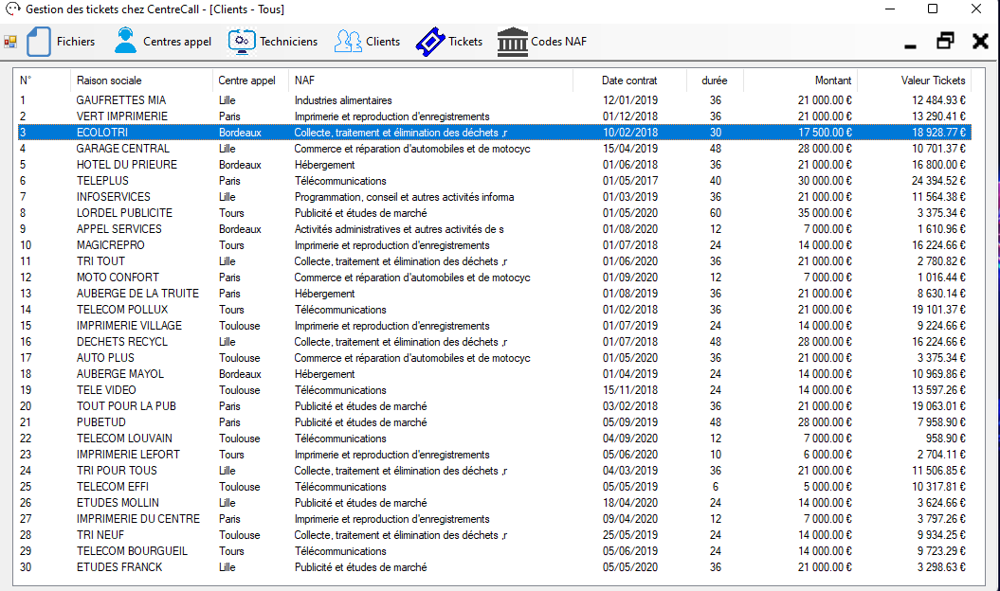 Gestion des tickets chez CentreCall - [Clients - Tous]
Fichiers Centres appel Techniciens Clients Tickets Codes NAF
N° Raison sociale Centre appel NAF Date contrat durée Montant Valeur Tickets
1 GAUFRETTES MIA Lille Industries alimentaires 12/01/2019 36 21 000.00 € 12 484.93 €
2 VERT IMPRIMERIE Paris Imprimerie et reproduction d'enregistrements 01/12/2018 36 21 000.00 € 13 290.41 €
3 ECOLOTRI Bordeaux Collecte, traitement et élimination des déchets ,r 10/02/2018 30 17 500.00 € 18 928.77 €
4 GARAGE CENTRAL Lille Commerce et réparation d'automobiles et de motocyc 15/04/2019 48 28 000.00 € 10 701.37 €
5 HOTEL DU PRIEURE Bordeaux Hébergement 01/06/2018 36 21 000.00 € 16 800.00 €
6 TELEPLUS Paris Télécommunications 01/05/2017 40 30 000.00 € 24 394.52 €
7 INFOSERVICES Lille Programmation, conseil et autres activités informa 01/03/2019 36 21 000.00 € 11 564.38 €
8 LORDEL PUBLICITE Tours Publicité et études de marché 01/05/2020 60 35 000.00 € 3 375.34 €
9 APPEL SERVICES Bordeaux Activités administratives et autres activités de s 01/08/2020 12 7 000.00 € 1 610.96 €
10 MAGICREPRO Tours Imprimerie et reproduction d'enregistrements 01/07/2018 24 14 000.00 € 16 224.66 €
11 TRI TOUT Lille Collecte, traitement et élimination des déchets ,r 01/06/2020 36 21 000.00 € 2 780.82 €
12 MOTO CONFORT Paris Commerce et réparation d'automobiles et de motocyc 01/09/2020 12 7 000.00 € 1 016.44 €
13 AUBERGE DE LA TRUITE Paris Hébergement 01/08/2019 36 21 000.00 € 8 630.14 €
14 TELECOM POLLUX Tours Télécommunications 01/02/2018 36 21 000.00 € 19 101.37 €
15 IMPRIMERIE VILLAGE Toulouse Imprimerie et reproduction d'enregistrements 01/07/2019 24 14 000.00 € 9 224.66 €
16 DECHETS RECYCL Lille Collecte, traitement et élimination des déchets ,r 01/07/2018 48 28 000.00 € 16 224.66 €
17 AUTO PLUS Toulouse Commerce et réparation d'automobiles et de motocyc 01/05/2020 36 21 000.00 € 3 375.34 €
18 AUBERGE MAYOL Bordeaux Hébergement 01/04/2019 24 14 000.00 € 10 969.86 €
19 TELE VIDEO Toulouse Télécommunications 15/11/2018 24 14 000.00 € 13 597.26 €
20 TOUT POUR LA PUB Paris Publicité et études de marché 03/02/2018 36 21 000.00 € 19 063.01 €
21 PUBETUD Paris Publicité et études de marché 05/09/2019 48 28 000.00 € 7 958.90 €
22 TELECOM LOUVAIN Toulouse Télécommunications 04/09/2020 12 7 000.00 € 958.90 €
23 IMPRIMERIE LEFORT Tours Imprimerie et reproduction d'enregistrements 05/06/2020 10 6 000.00 € 2 704.11 €
24 TRI POUR TOUS Lille Collecte, traitement et élimination des déchets ,r 04/03/2019 36 21 000.00 € 11 506.85 €
25 TELECOM EFFI Toulouse Télécommunications 05/05/2019 6 5 000.00 € 10 317.81 €
26 ETUDES MOLLIN Lille Publicité et études de marché 18/04/2020 24 14 000.00 € 3 624.66 €
27 IMPRIMERIE DU CENTRE Paris Imprimerie et reproduction d'enregistrements 09/04/2020 12 7 000.00 € 3 797.26 €
28 TRI NEUF Toulouse Collecte, traitement et élimination des déchets ,r 25/05/2019 24 14 000.00 € 9 934.25 €
29 TELECOM BOURGUEIL Tours Télécommunications 05/06/2019 24 14 000.00 € 9 723.29 €
30 ETUDES FRANCK Lille Publicité et études de marché 05/05/2020 36 21 000.00 € 3 298.63 €